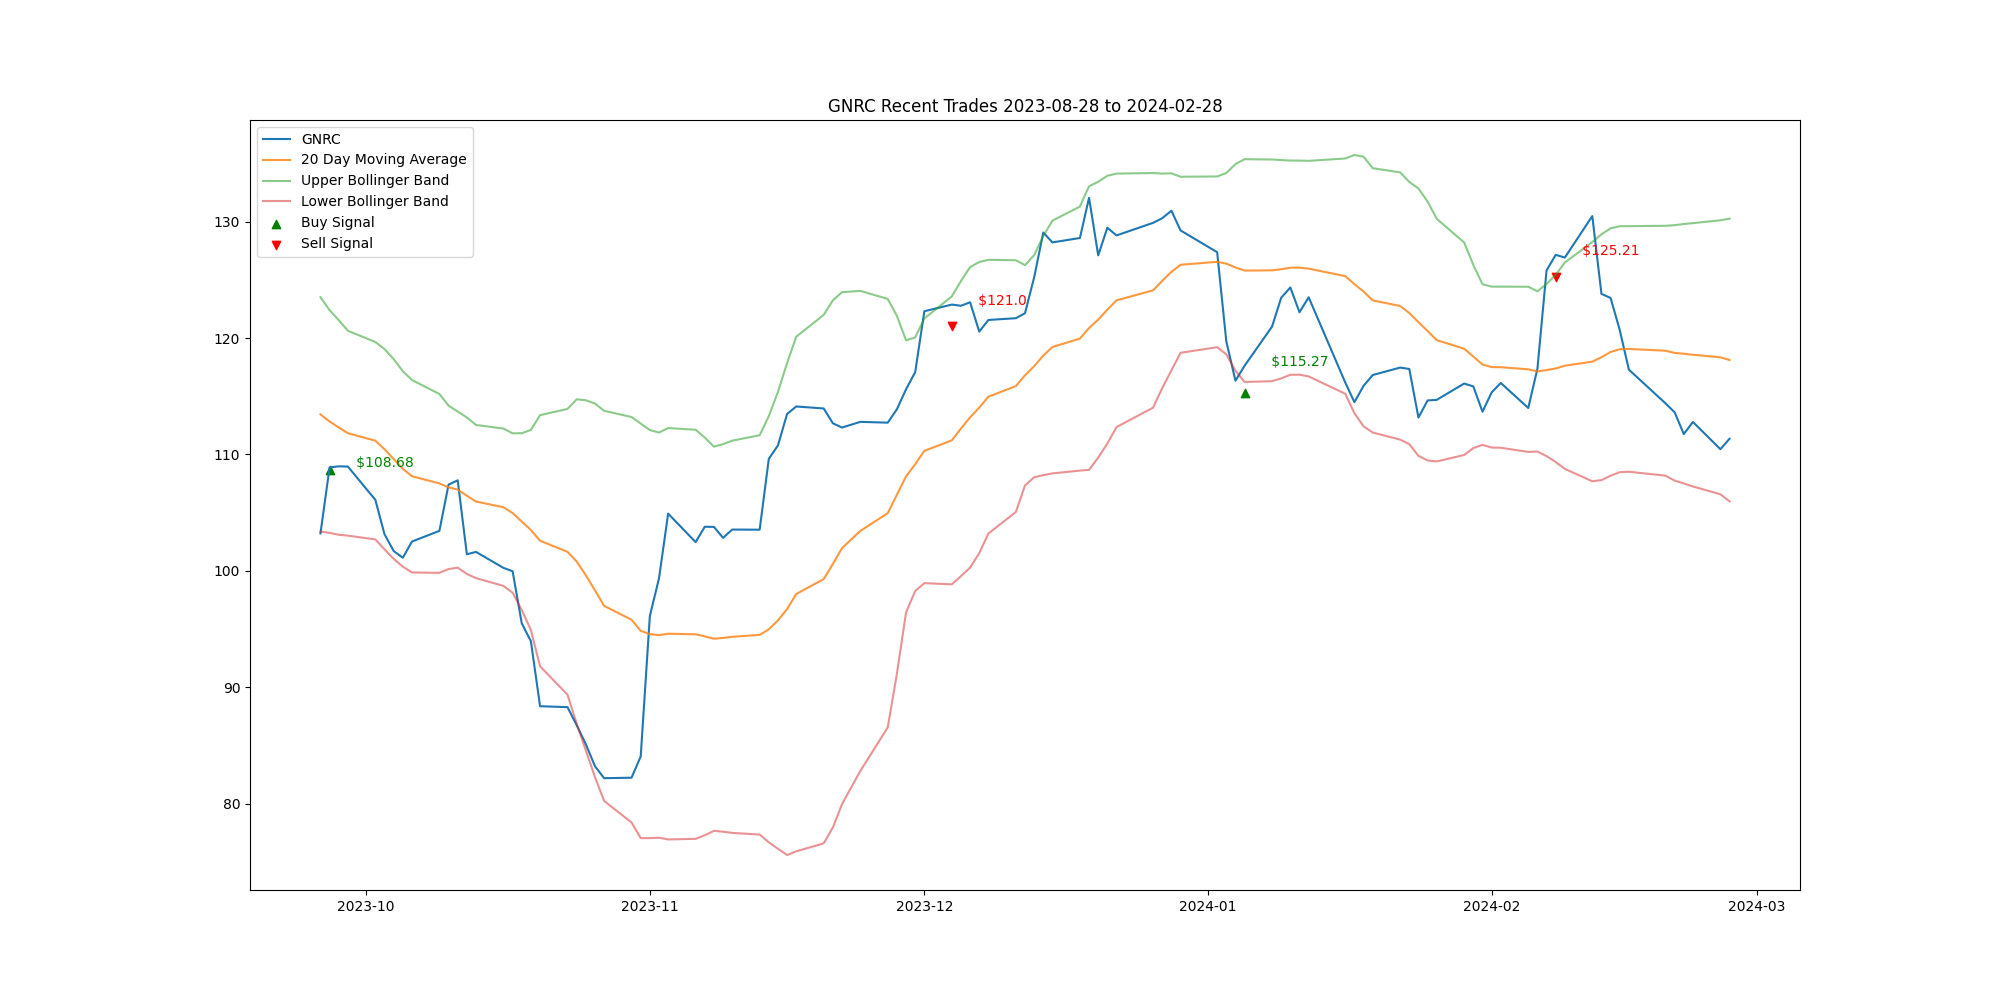 GNRC Recent Trades 2023-08-28 to 2024-02-28
GNRC
20 Day Moving Average
Upper Bollinger Band
Lower Bollinger Band
Buy Signal
Sell Signal
130
120
110
100
90
80
$108.68
$121.0
$115.27
$125.21
2023-10
2023-11
2023-12
2024-01
2024-02
2024-03